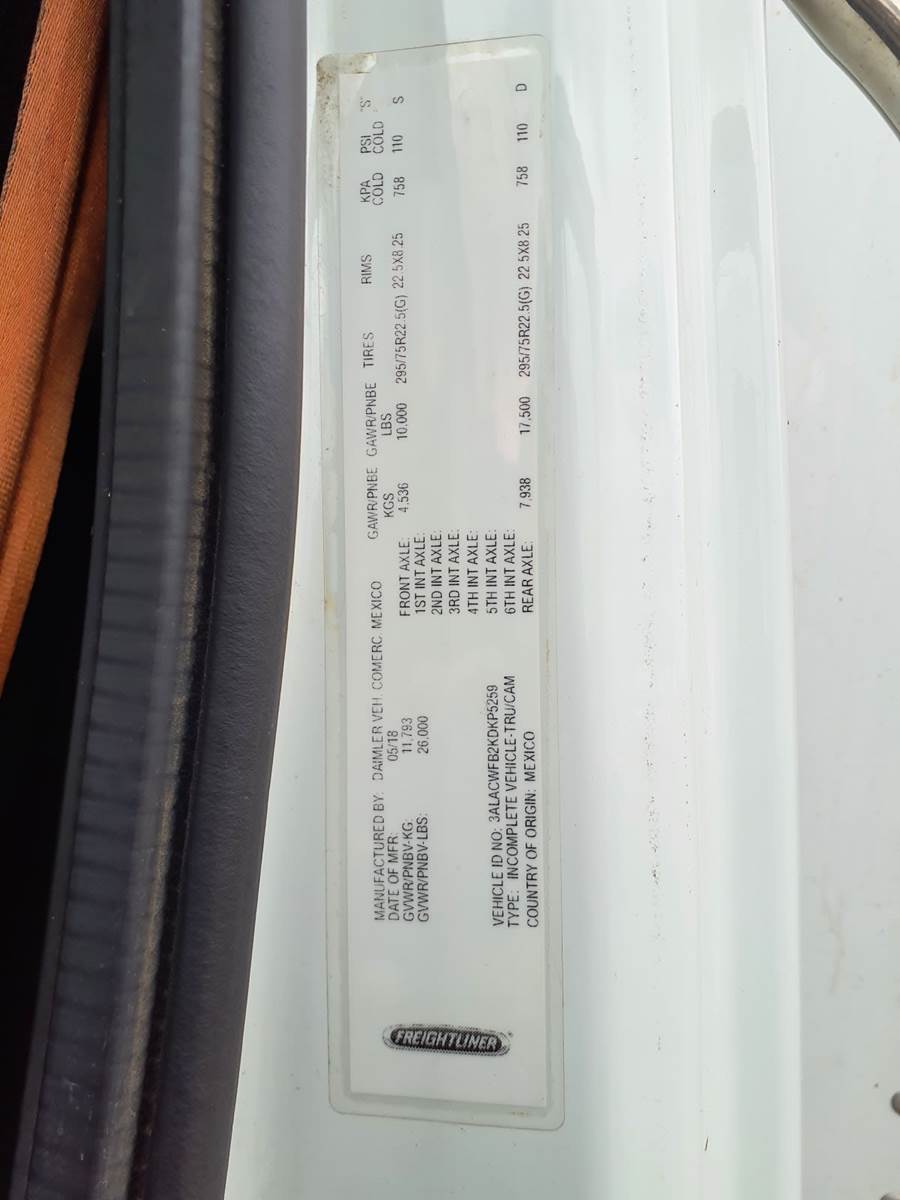 FREIGHTLINER
MANUFACTURED BY: DAIMLER VEH. COMERC. MEXICO
DATE OF MFR: 05/18
GVWR/PNBV-KG: 11,793
GVWR/PNBV-LBS: 26,000
VEHICLE ID NO: 3ALACWFB2KDKP5259
TYPE: INCOMPLETE VEHICLE-TRU/CAM
COUNTRY OF ORIGIN: MEXICO
GAWR/PNBE GAWR/PNBE TIRES RIMS KPA PSI "S"
KGS LBS COLD COLD
FRONT AXLE: 4,536 10,000 295/75R22.5(G) 22.5X8.25 758 110 S
1ST INT AXLE:
2ND INT AXLE:
3RD INT AXLE:
4TH INT AXLE:
5TH INT AXLE:
6TH INT AXLE:
REAR AXLE: 7,938 17,500 295/75R22.5(G) 22.5X8.25 758 110 D